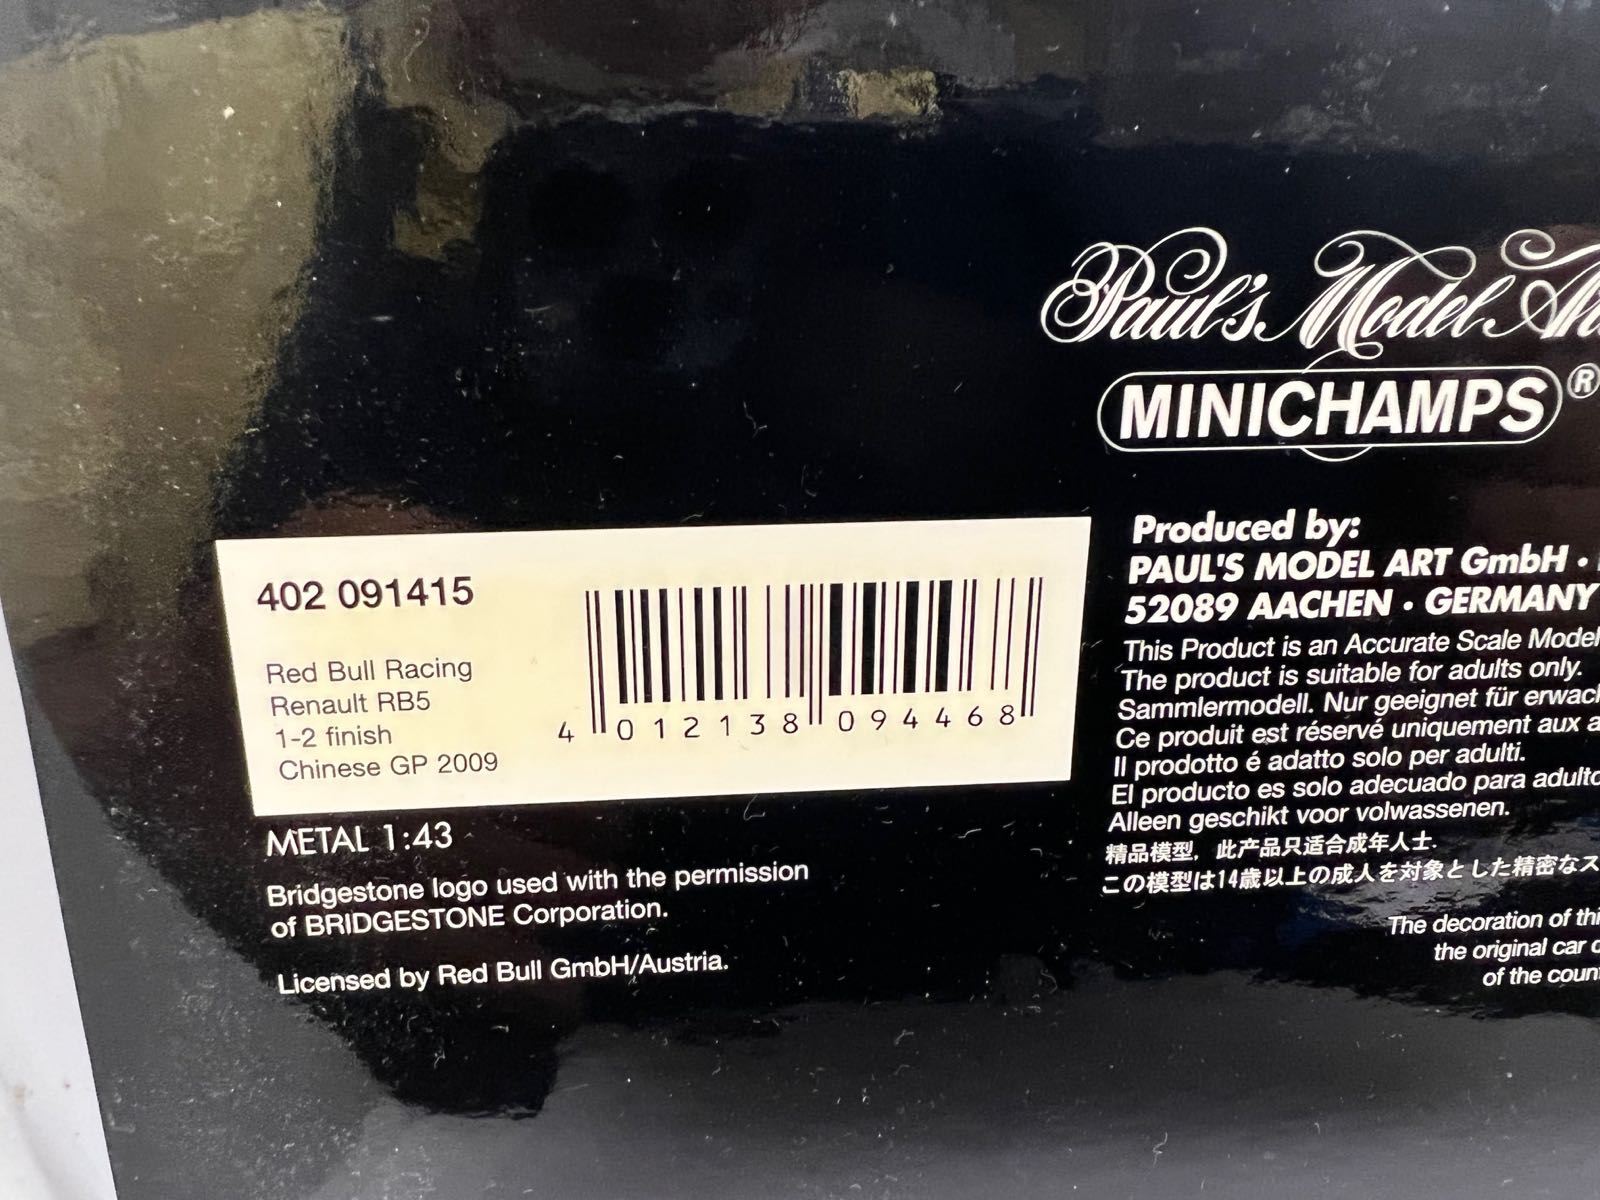 Paul's Model
MINICHAMPS®
402 091415
Red Bull Racing
Renault RB5
1-2 finish
Chinese GP 2009
4 012138 094468
METAL 1:43
Bridgestone logo used with the permission
of BRIDGESTONE Corporation.
Licensed by Red Bull GmbH/Austria.
Produced by:
PAUL'S MODEL ART GmbH •
52089 AACHEN • GERMANY
This Product is an Accurate Scale Model
The product is suitable for adults only.
Sammlermodell. Nur geeignet für
Ce produit est réservé uniquement aux
Il prodotto é adatto solo per adulti.
El producto es solo adecuado para
Alleen geschikt voor volwassenen.
精品模型, 此产品只适合成年人士.
この模型は14歳以上の成人を対象とした精密なス
The decoration of
the original car
of the